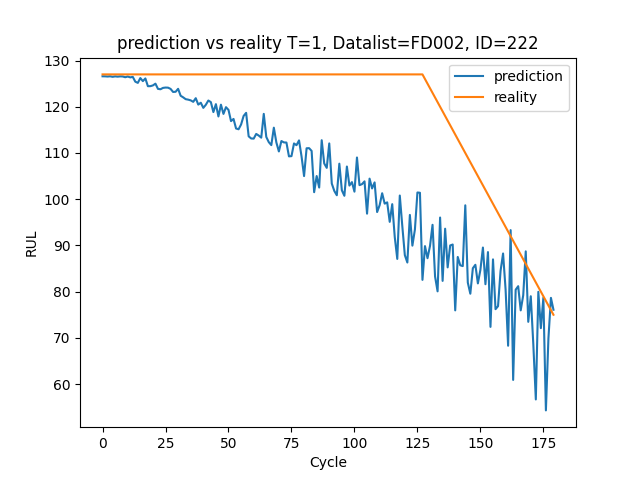 prediction vs reality T=1, Datalist=FD002, ID=222
prediction
reality
RUL
130
120
110
100
90
80
70
60
0 25 50 75 100 125 150 175
Cycle